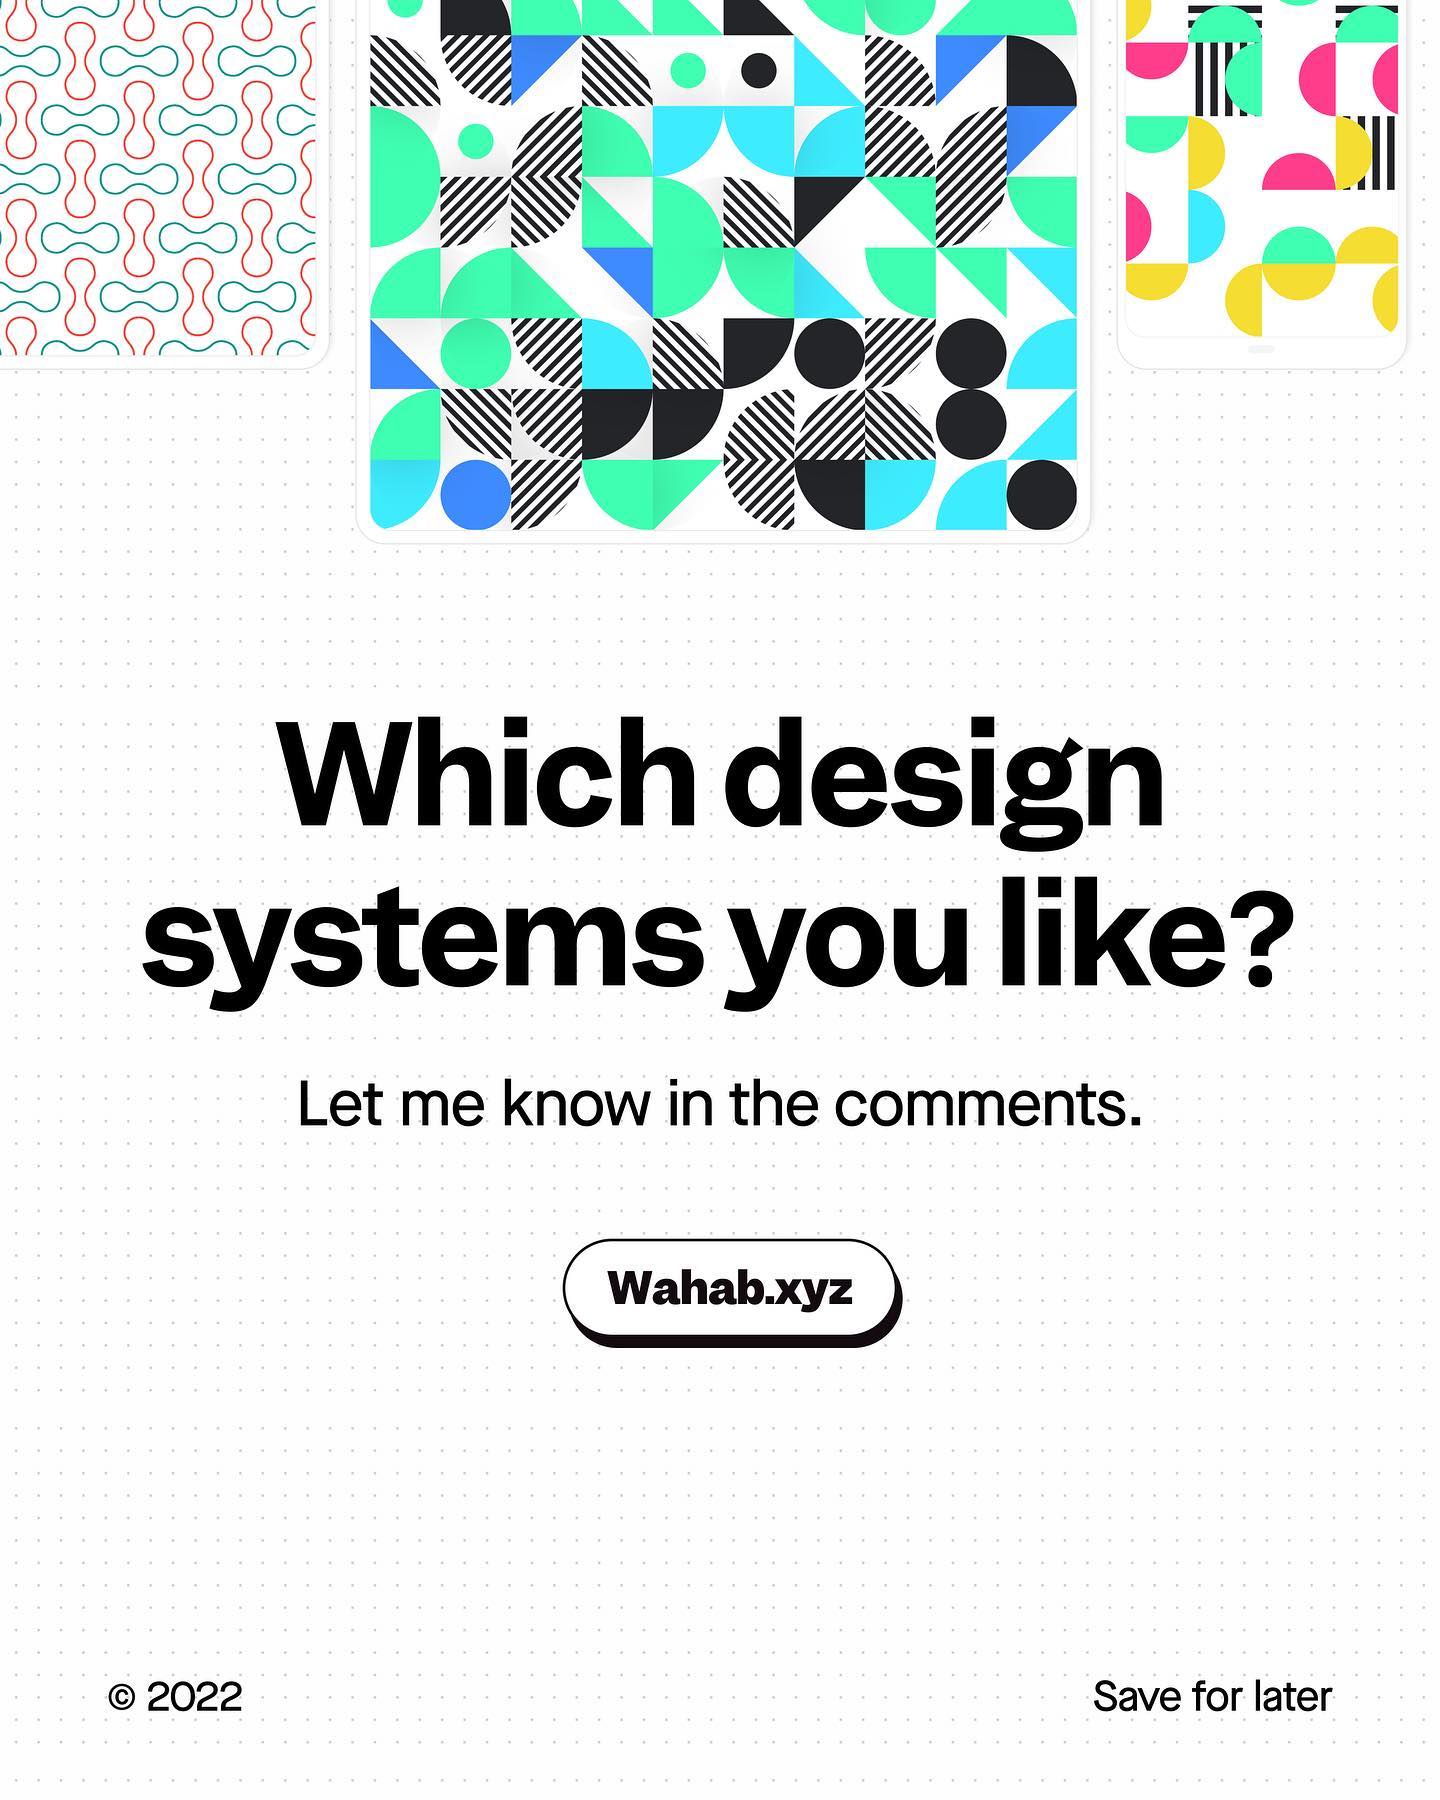 Which design
systems you like?
Let me know in the comments.
Wahab.xyz
© 2022
Save for later